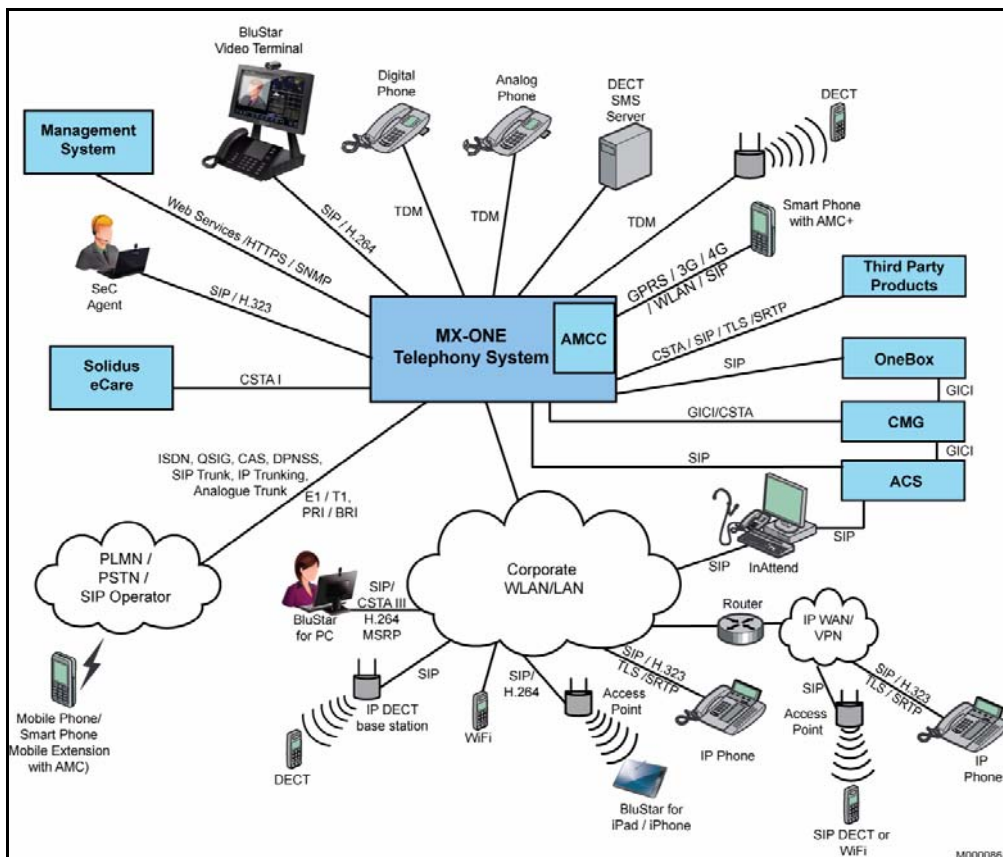 BluStar
Video Terminal
Digital
Phone
Analog
Phone
DECT
SMS
Server
DECT
Management
System
Smart Phone
with AMC+
SIP / H.264
TDM
TDM
TDM
Web Services /HTTPS / SNMP
GPRS / 3G / 4G
/ WLAN / SIP
SeC
Agent
SIP / H.323
Third Party
Products
MX-ONE
Telephony System
AMCC
CSTA / SIP / TLS /SRTP
Solidus
eCare
CSTA I
SIP
OneBox
GICI
GICI/CSTA
CMG
GICI
SIP
ACS
ISDN, QSIG, CAS, DPNSS,
SIP Trunk, IP Trunking,
Analogue Trunk
E1 / T1,
PRI / BRI
SIP
InAttend
SIP
PLMN /
PSTN /
SIP Operator
Corporate
WLAN/LAN
BluStar
for PC
SIP/
CSTA III
H.264
MSRP
Router
IP WAN/
VPN
SIP
IP DECT
base station
DECT
WiFi
SIP/
H.264
Access
Point
BluStar for
iPad / iPhone
SIP / H.323
TLS /SRTP
IP Phone
SIP
Access
Point
SIP / H.323
TLS / SRTP
IP
Phone
SIP DECT or
WiFi
Mobile Phone/
Smart Phone
Mobile Extension
with AMC)
M000086